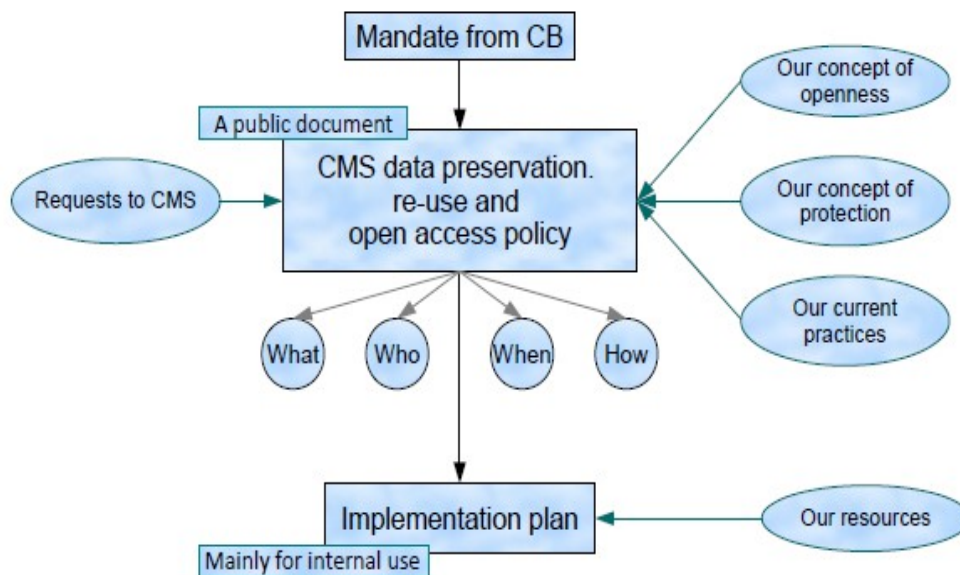 Mandate from CB
Our concept of
openness
A public document
CMS data preservation.
re-use and
open access policy
Requests to CMS
Our concept of
protection
Our current
practices
What
Who
When
How
Implementation plan
Our resources
Mainly for internal use